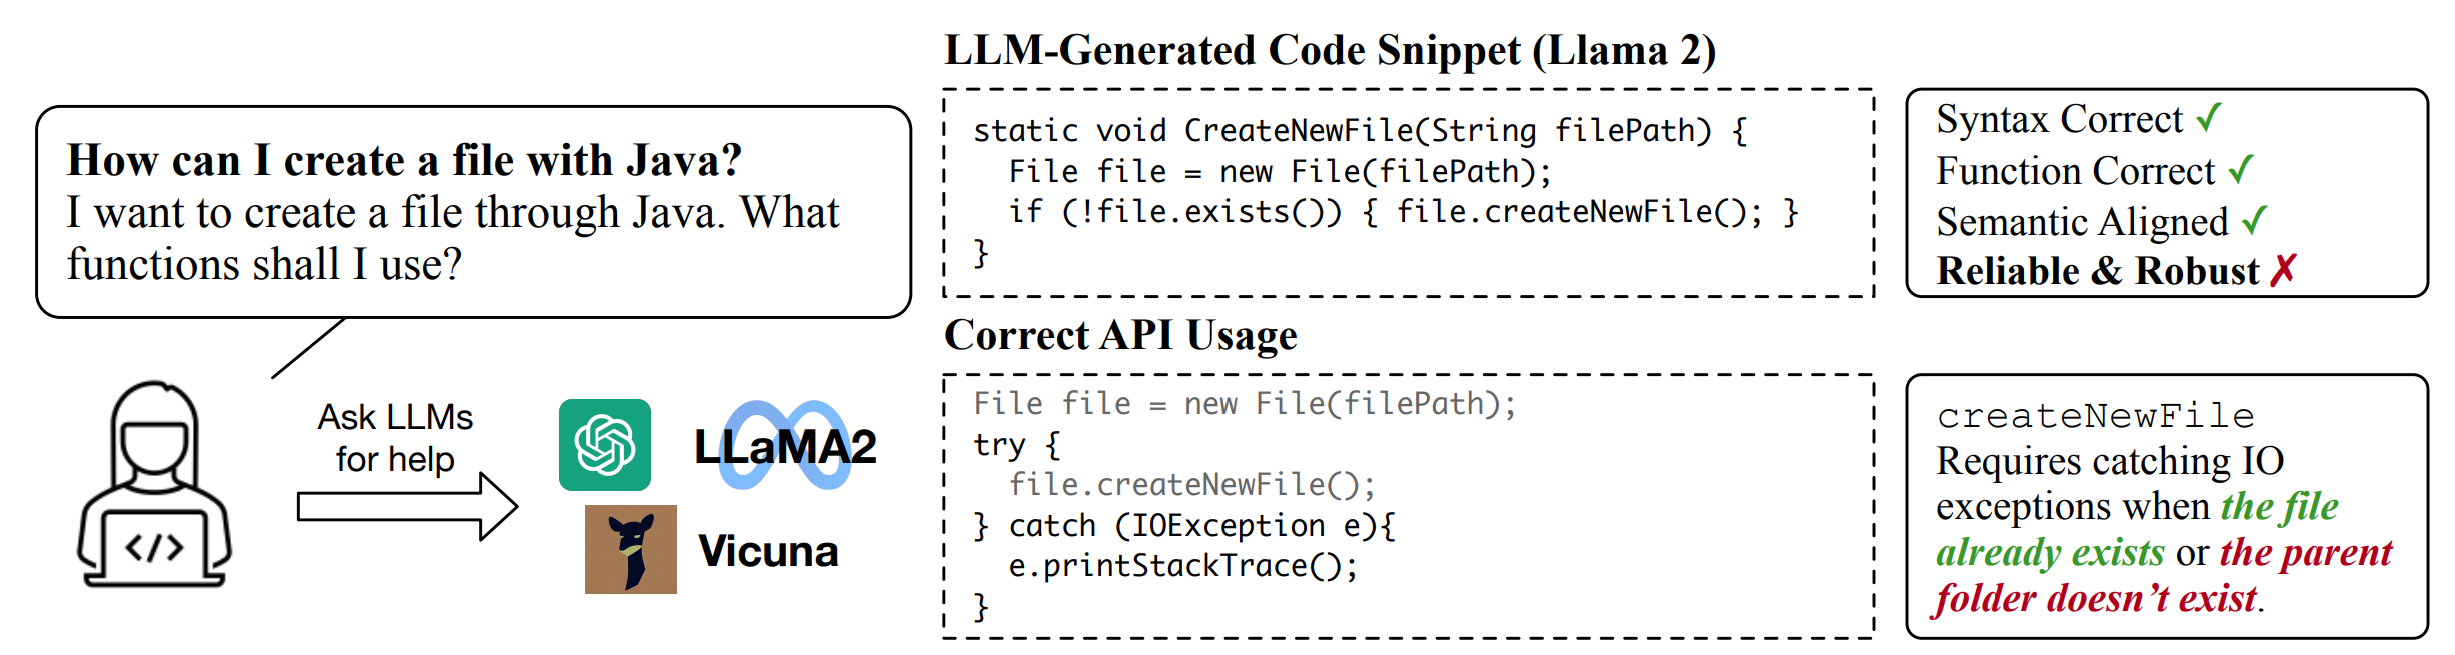 How can I create a file with Java?
I want to create a file through Java. What
functions shall I use?
Ask LLMs
for help
</>
LLaMA2
Vicuna
LLM-Generated Code Snippet (Llama 2)
static void CreateNewFile(String filePath) {
  File file = new File(filePath);
  if (!file.exists()) { file.createNewFile(); }
}
Syntax Correct ✓
Function Correct ✓
Semantic Aligned ✓
Reliable & Robust ✗
Correct API Usage
File file = new File(filePath);
try {
  file.createNewFile();
} catch (IOException e){
  e.printStackTrace();
}
createNewFile
Requires catching IO
exceptions when the file
already exists or the parent
folder doesn't exist.